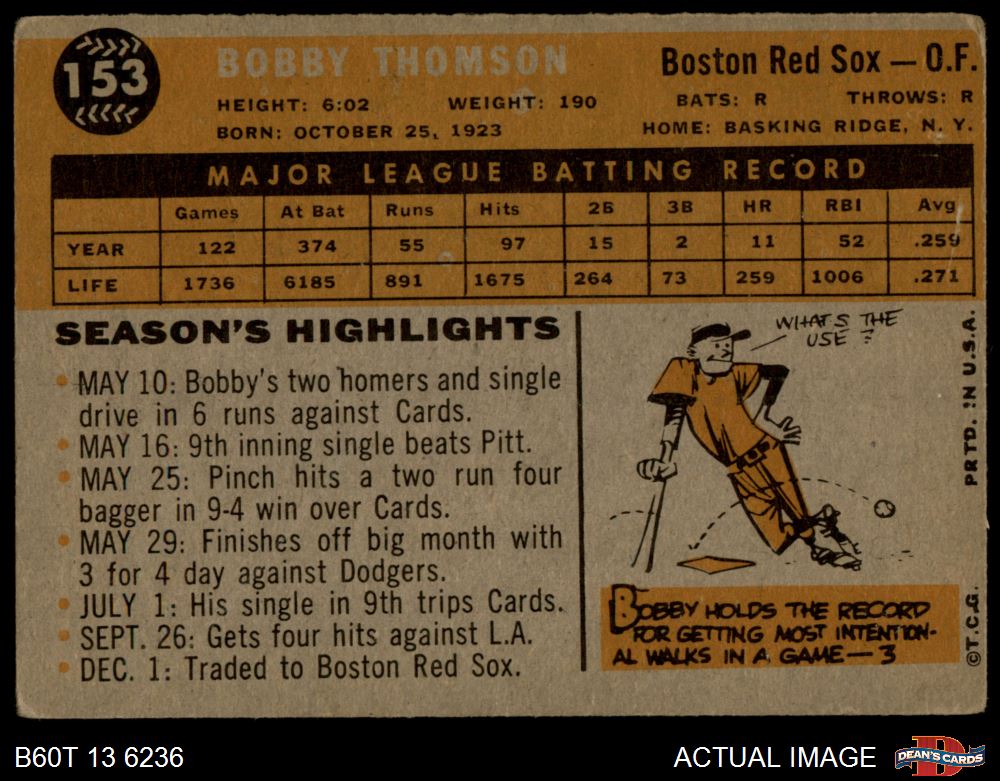 153
BOBBY THOMSON
Boston Red Sox — O.F.
HEIGHT: 6:02 WEIGHT: 190 BATS: R THROWS: R
BORN: OCTOBER 25, 1923 HOME: BASKING RIDGE, N. Y.
MAJOR LEAGUE BATTING RECORD
Games At Bat Runs Hits 2B 3B HR RBI Avg
YEAR 122 374 55 97 15 2 11 52 .259
LIFE 1736 6185 891 1675 264 73 259 1006 .271
SEASON'S HIGHLIGHTS
• MAY 10: Bobby's two homers and single
drive in 6 runs against Cards.
• MAY 16: 9th inning single beats Pitt.
• MAY 25: Pinch hits a two run four
bagger in 9-4 win over Cards.
• MAY 29: Finishes off big month with
3 for 4 day against Dodgers.
• JULY 1: His single in 9th trips Cards.
• SEPT. 26: Gets four hits against L.A.
• DEC. 1: Traded to Boston Red Sox.
WHAT'S THE
USE?
BOBBY HOLDS THE RECORD
FOR GETTING MOST INTENTION-
AL WALKS IN A GAME — 3
©T.C.G. PRTD. IN U.S.A.
B60T 13 6236
ACTUAL IMAGE
D
DEAN'S CARDS